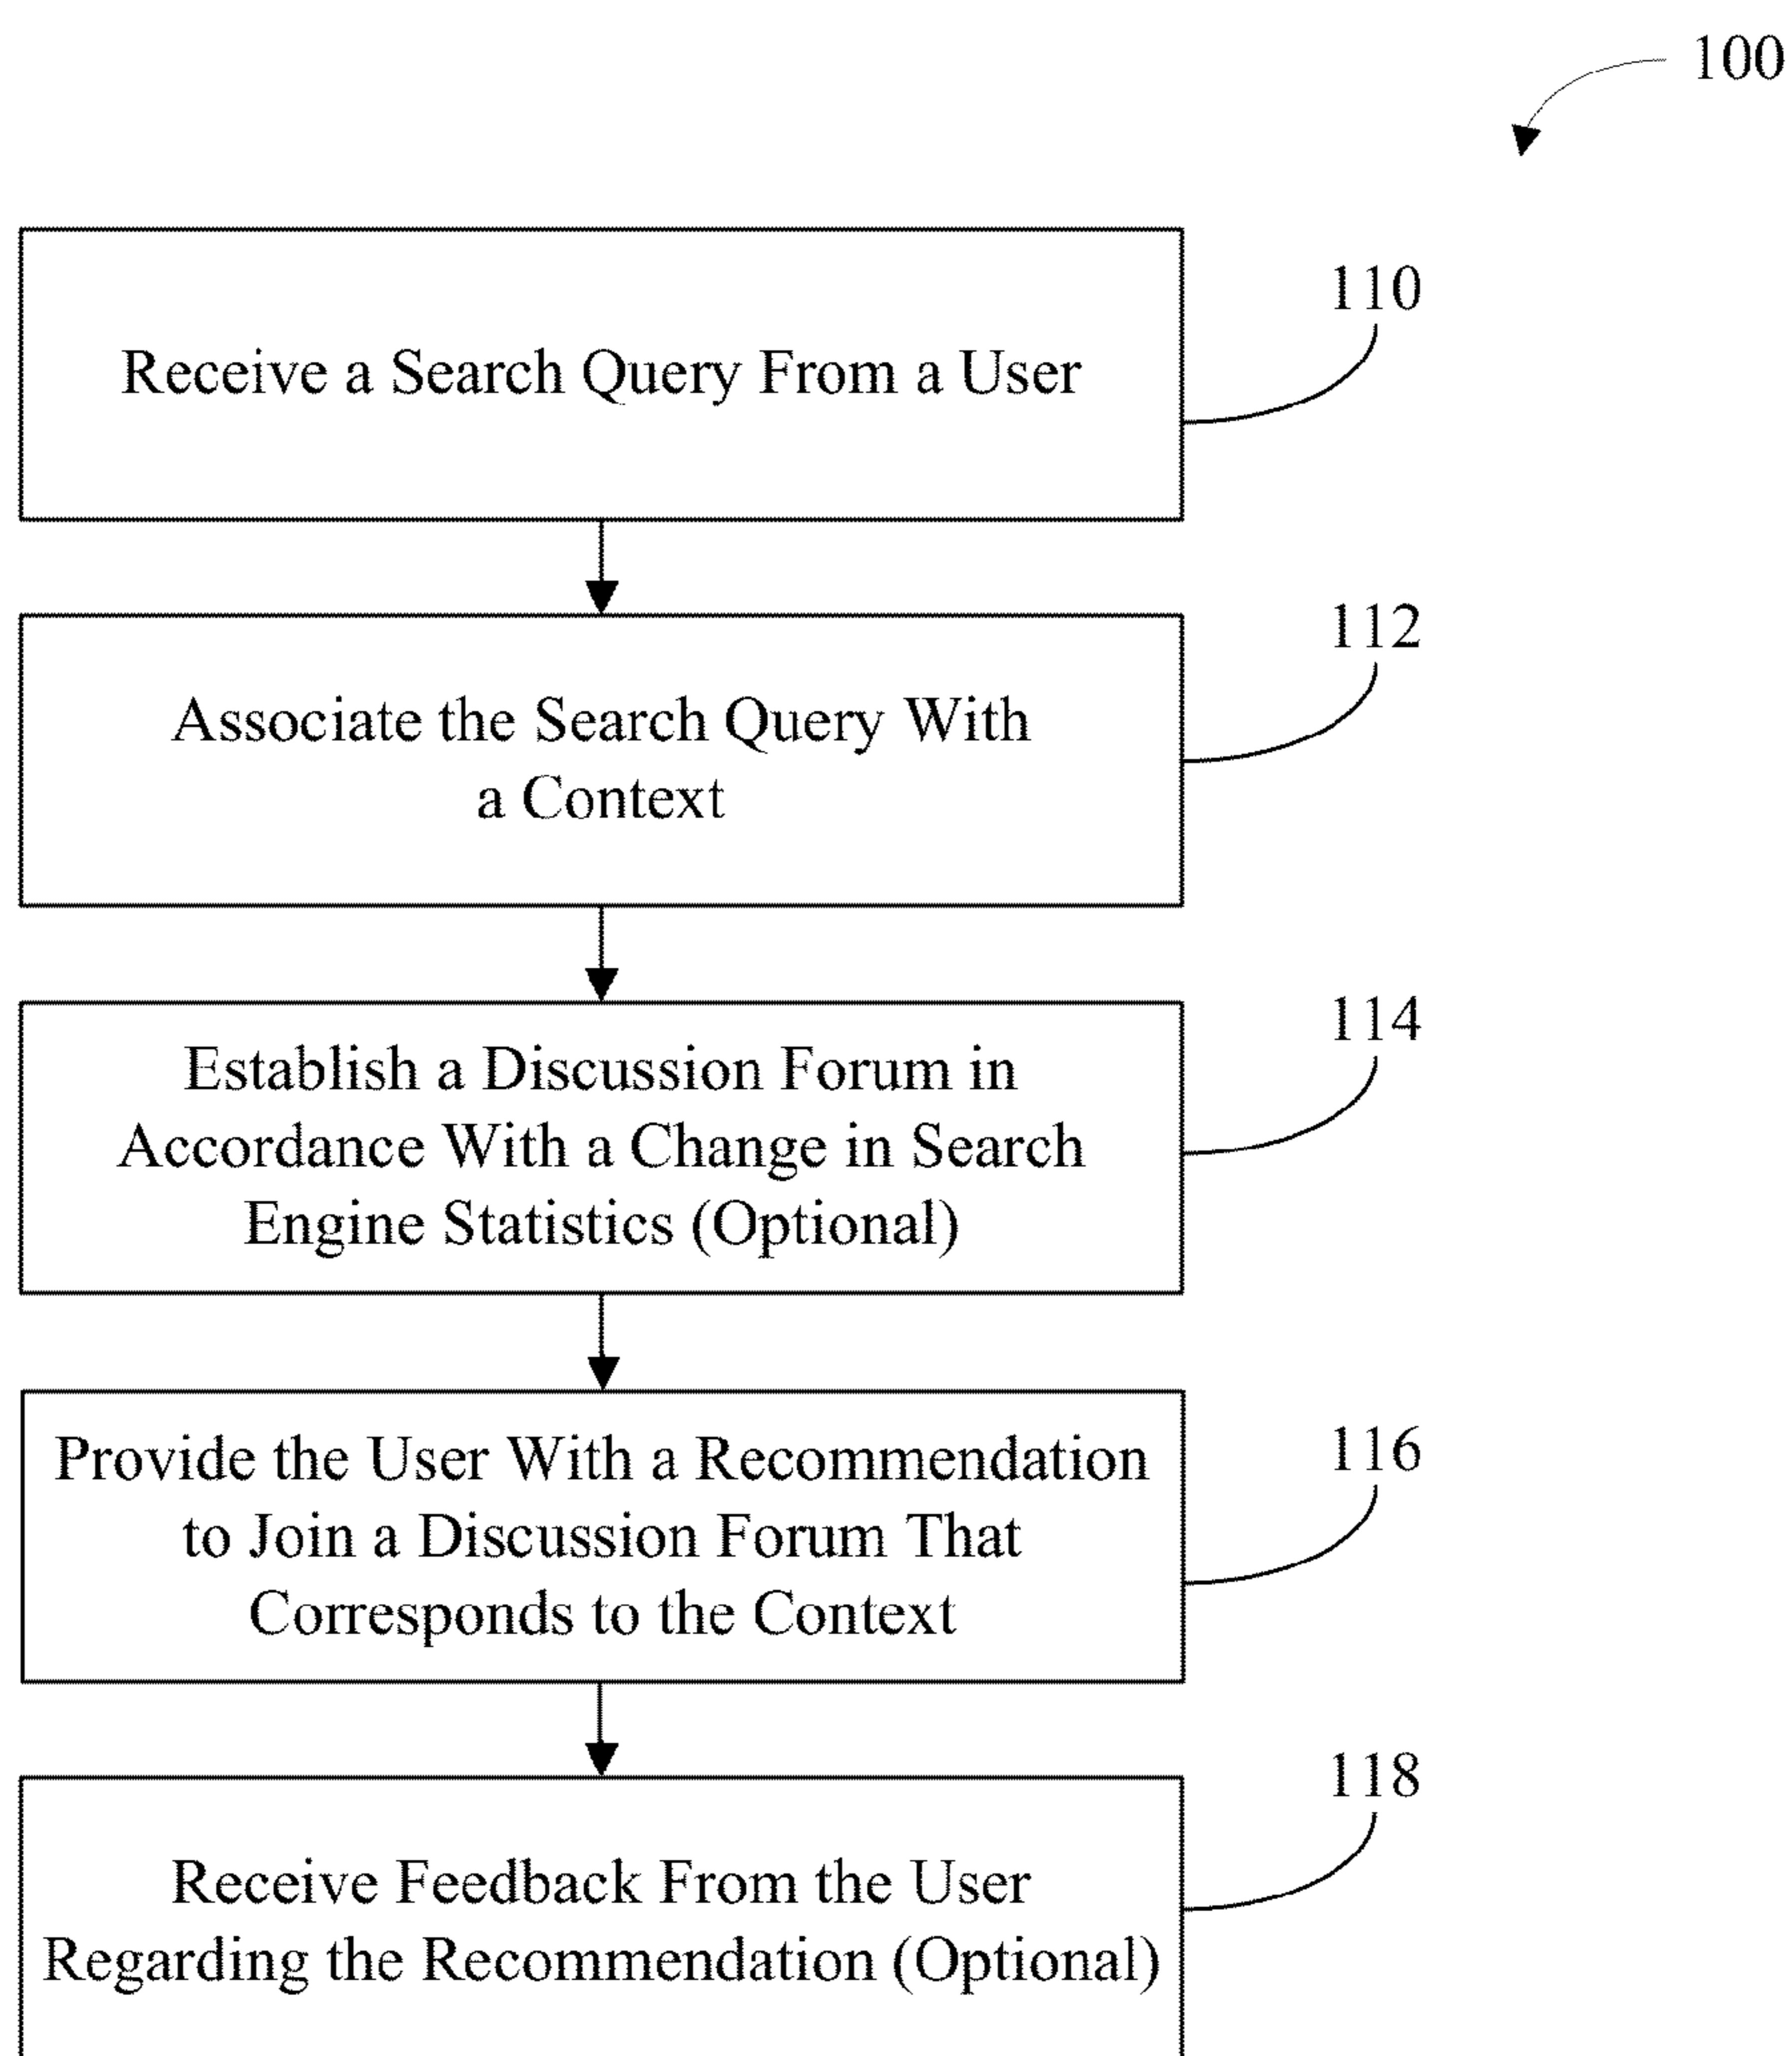 100
Receive a Search Query From a User
110
Associate the Search Query With
a Context
112
Establish a Discussion Forum in
Accordance With a Change in Search
Engine Statistics (Optional)
114
Provide the User With a Recommendation
to Join a Discussion Forum That
Corresponds to the Context
116
Receive Feedback From the User
Regarding the Recommendation (Optional)
118